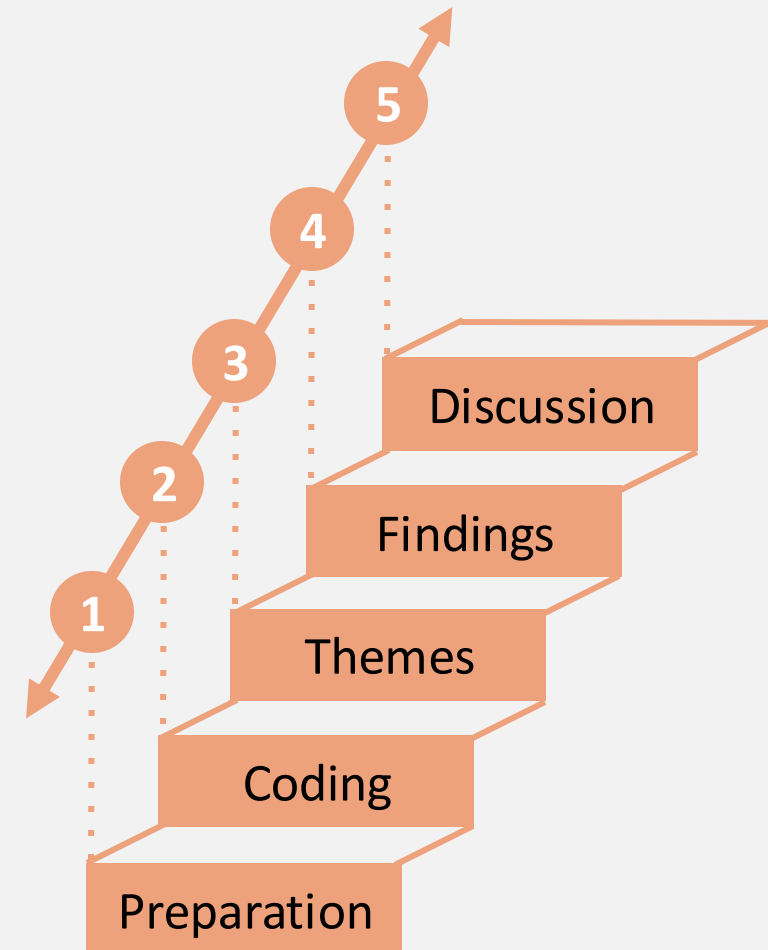 5
4
3
2
1
Discussion
Findings
Themes
Coding
Preparation